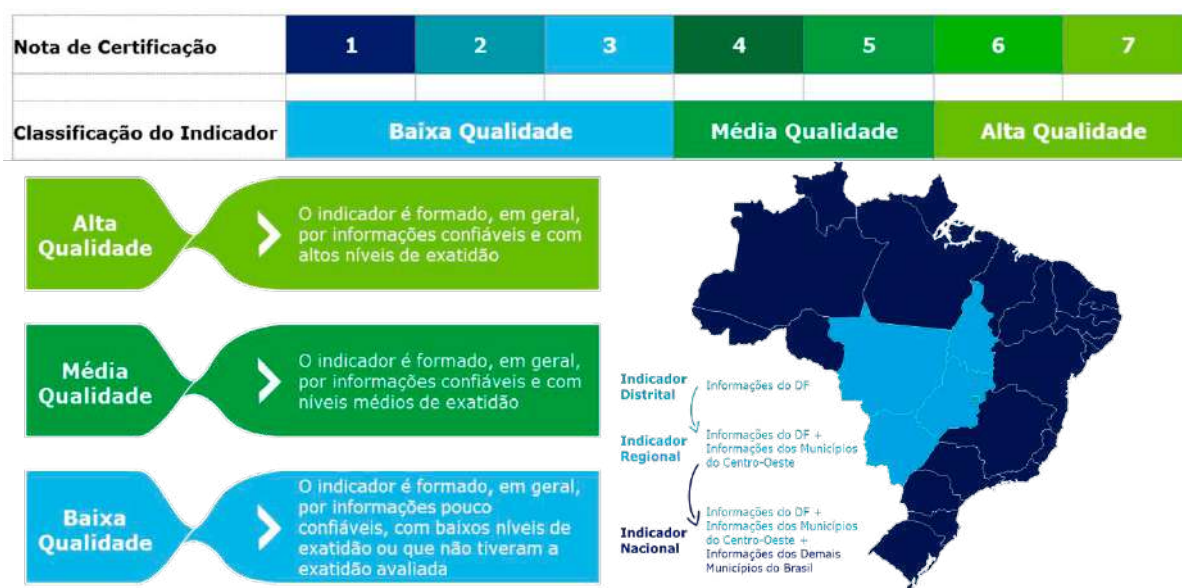 Nota de Certificação 1 2 3 4 5 6 7
Classificação do Indicador Baixa Qualidade Média Qualidade Alta Qualidade
Alta
Qualidade
O indicador é formado, em geral,
por informações confiáveis e com
altos níveis de exatidão
Média
Qualidade
O indicador é formado, em geral,
por informações confiáveis e com
níveis médios de exatidão
Baixa
Qualidade
O indicador é formado, em geral,
por informações pouco
confiáveis, com baixos níveis de
exatidão ou que não tiveram a
exatidão avaliada
Indicador
Distrital
Informações do DF
Indicador
Regional
Informações do DF +
Informações dos Municípios
do Centro-Oeste
Indicador
Nacional
Informações do DF +
Informações dos Municípios
do Centro-Oeste +
Informações dos Demais
Municípios do Brasil